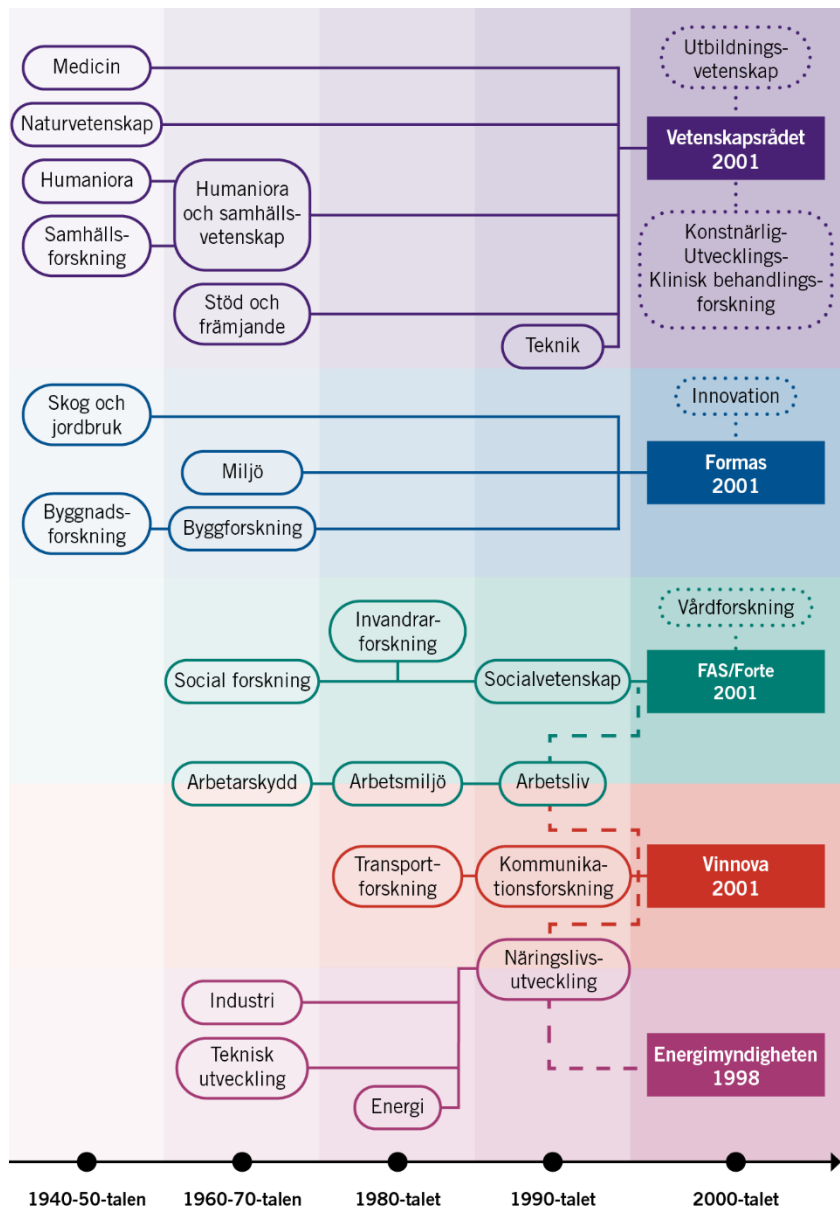 Medicin
Naturvetenskap
Humaniora
Samhälls-
forskning
Humaniora
och samhälls-
vetenskap
Stöd och
främjande
Teknik
Utbildnings-
vetenskap
Vetenskapsrådet
2001
Konstnärlig-
Utvecklings-
Klinisk behandlings-
forskning
Skog och
jordbruk
Miljö
Byggnads-
forskning
Byggforskning
Innovation
Formas
2001
Invandrar-
forskning
Social forskning
Socialvetenskap
Vårdforskning
FAS/Forte
2001
Arbetarskydd
Arbetsmiljö
Arbetsliv
Transport-
forskning
Kommunika-
tionsforskning
Vinnova
2001
Näringslivs-
utveckling
Industri
Teknisk
utveckling
Energi
Energimyndigheten
1998
1940-50-talen
1960-70-talen
1980-talet
1990-talet
2000-talet